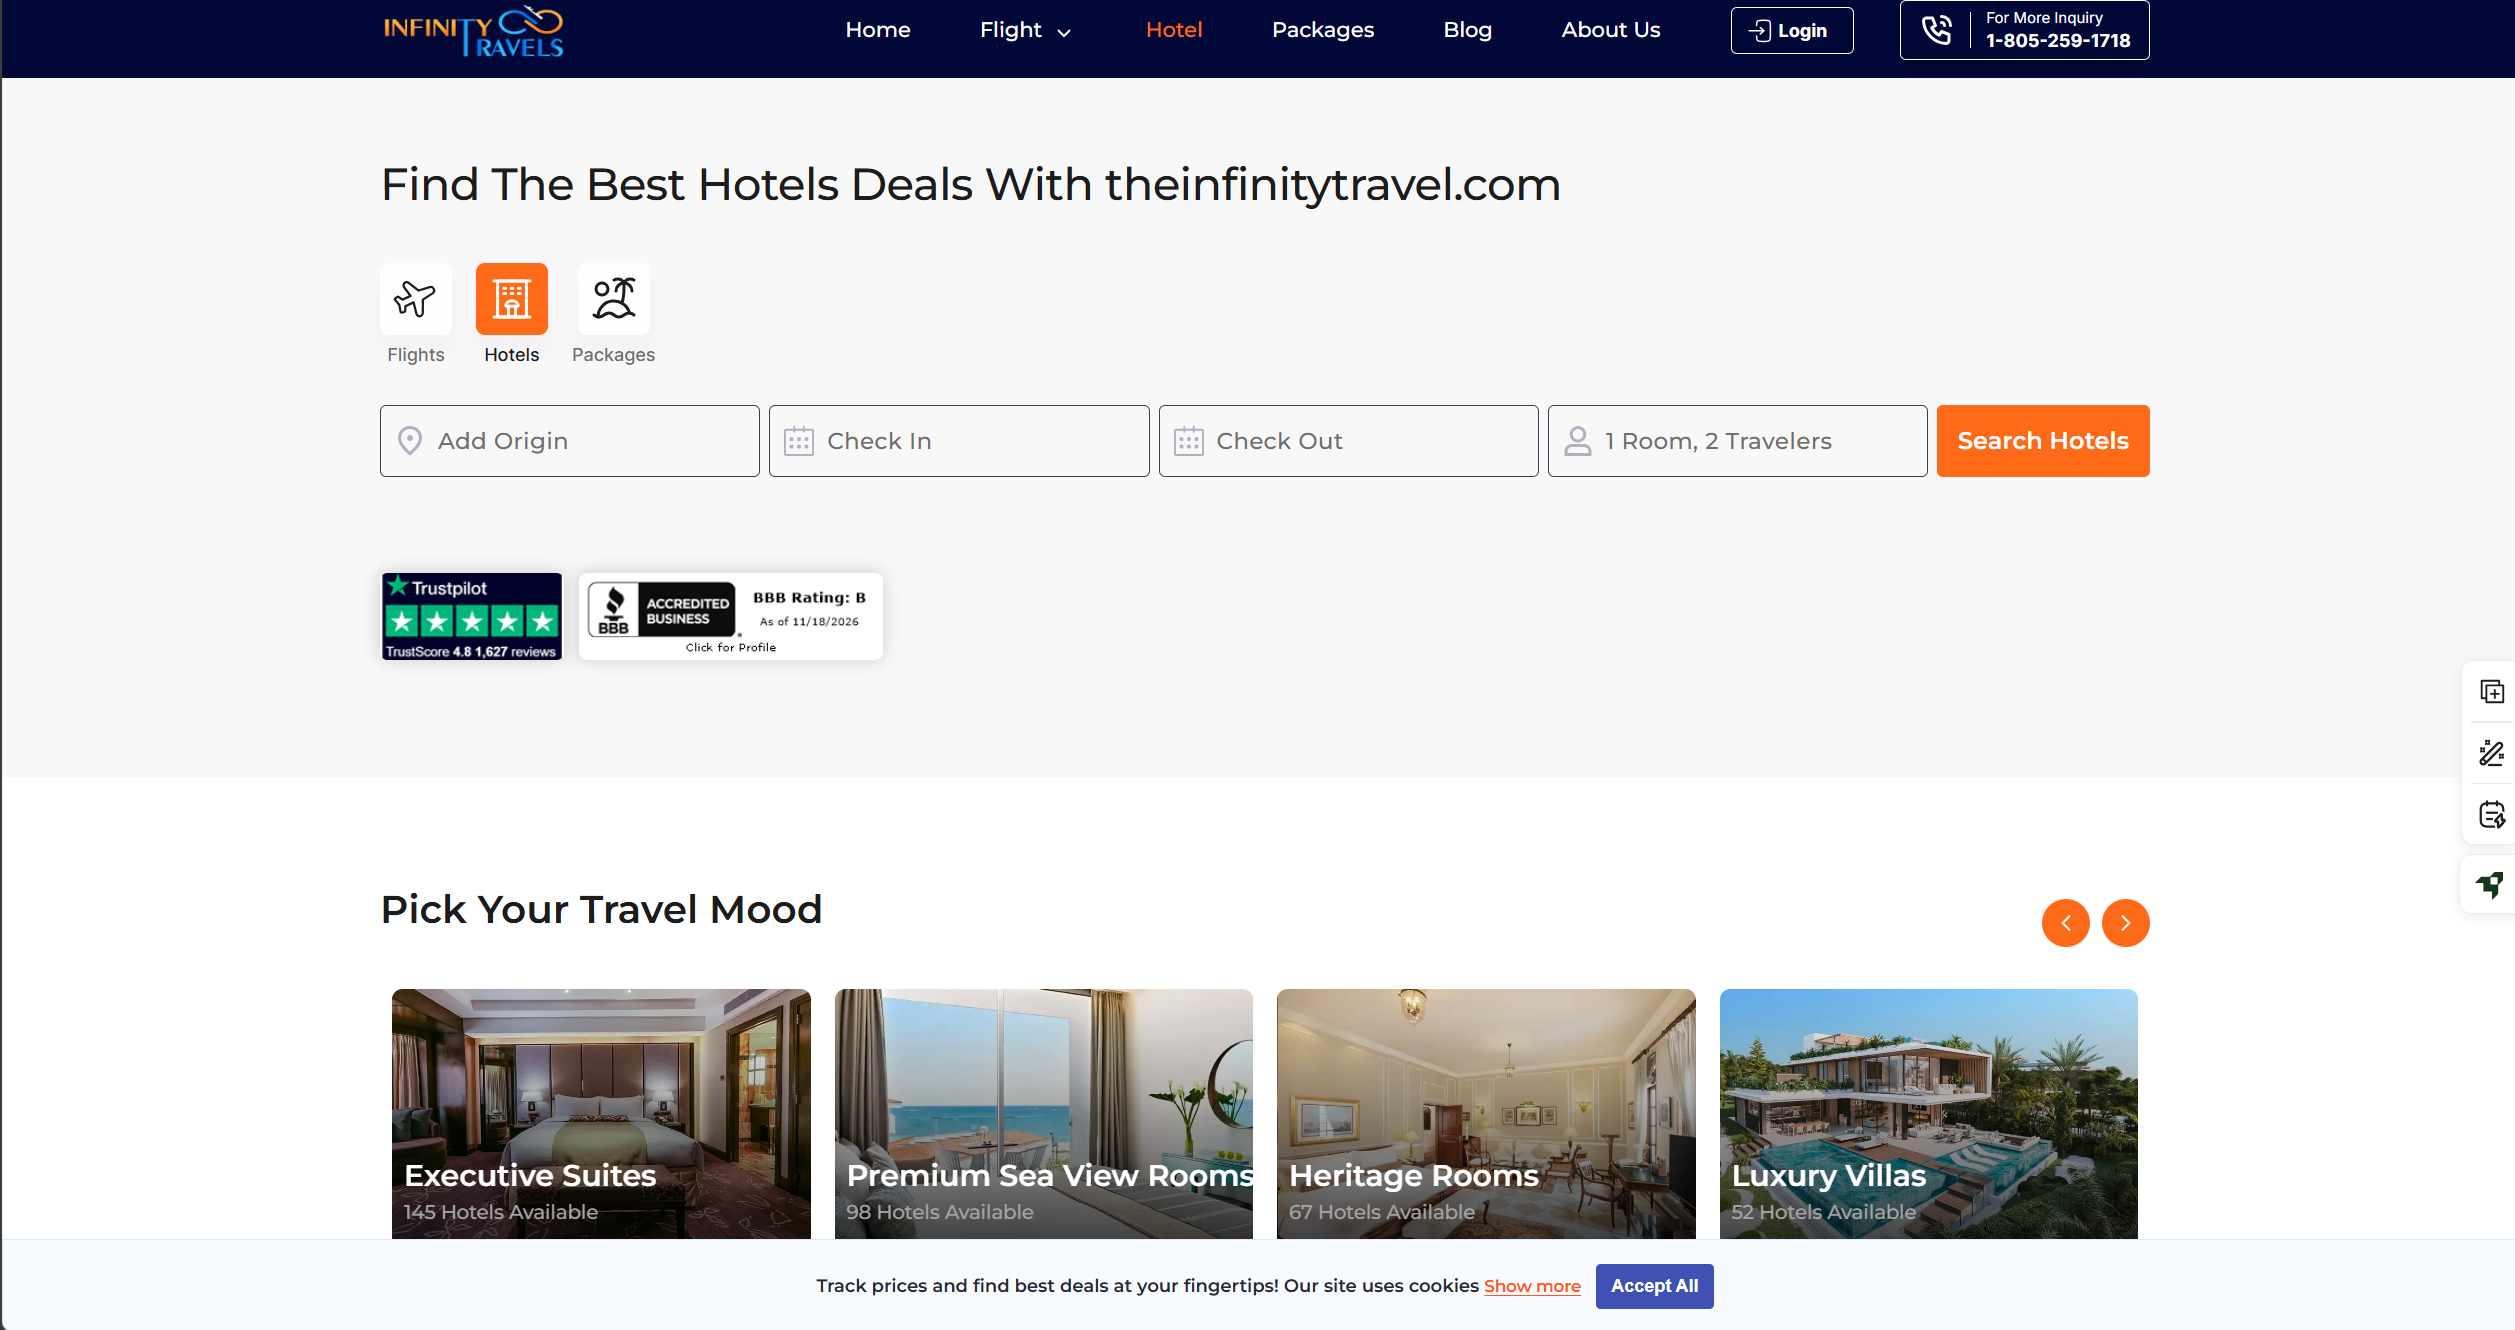 INFINITY
TRAVELS
Home
Flight
Hotel
Packages
Blog
About Us
Login
For More Inquiry
1-805-259-1718
Find The Best Hotels Deals With theinfinitytravel.com
Flights
Hotels
Packages
Add Origin
Check In
Check Out
1 Room, 2 Travelers
Search Hotels
Trustpilot
TrustScore 4.8 1,627 reviews
BBB
ACCREDITED
BUSINESS
BBB Rating: B
As of 11/18/2026
Click for Profile
Pick Your Travel Mood
Executive Suites
145 Hotels Available
Premium Sea View Rooms
98 Hotels Available
Heritage Rooms
67 Hotels Available
Luxury Villas
52 Hotels Available
Track prices and find best deals at your fingertips! Our site uses cookies Show more
Accept All